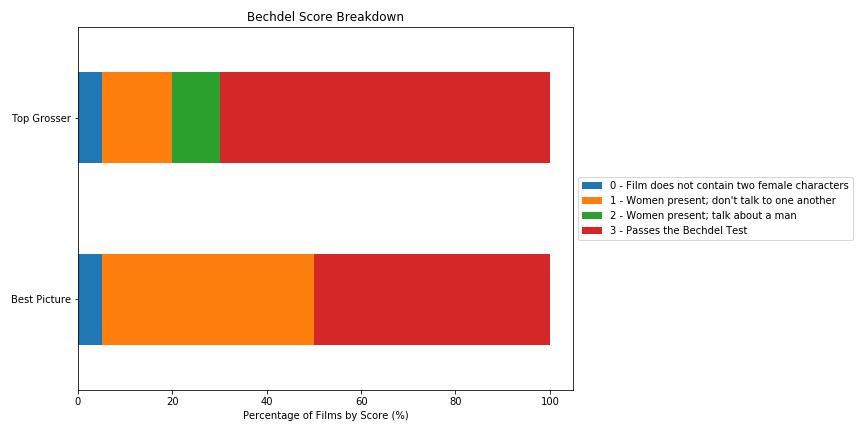 Bechdel Score Breakdown
Top Grosser
Best Picture
0 20 40 60 80 100
Percentage of Films by Score (%)
0 - Film does not contain two female characters
1 - Women present; don't talk to one another
2 - Women present; talk about a man
3 - Passes the Bechdel Test